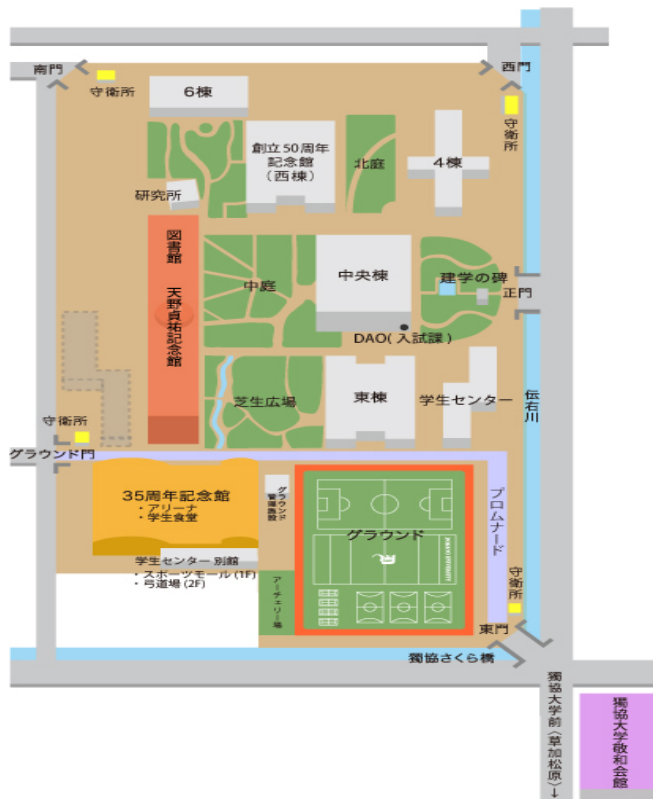 南門
西門
守衛所
6棟
守衛所
創立50周年
記念館
(西棟)
北庭
4棟
研究所
図書館
天野貞祐記念館
中庭
中央棟
建学の碑
正門
DAO(入試課)
芝生広場
東棟
学生センター
伝右川
守衛所
グラウンド門
35周年記念館
・アリーナ
・学生食堂
グラウンド
管理施設
グラウンド
プロムナード
DOKKYO UNIVERSITY
学生センター 別館
・スポーツモール(1F)
・弓道場(2F)
アーチェリー場
守衛所
東門
獨協さくら橋
獨協大学前〈草加松原〉↓
獨協大学敬和会館